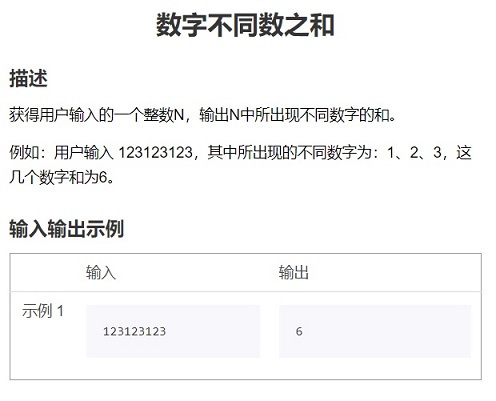 数字不同数之和
描述
获得用户输入的一个整数N，输出N中所出现不同数字的和。
例如：用户输入 123123123，其中所出现的不同数字为：1、2、3，这
几个数字和为6。
输入输出示例
输入 输出
示例 1 123123123 6